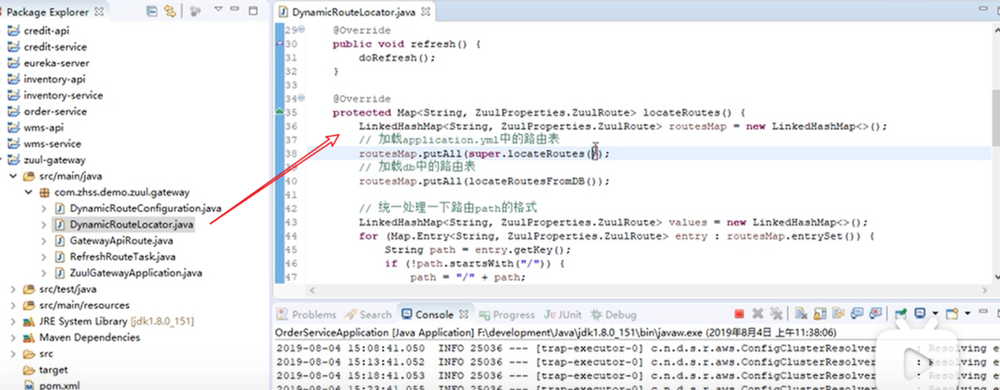 Package Explorer
credit-api
credit-service
eureka-server
inventory-api
inventory-service
order-service
wms-api
wms-service
zuul-gateway
src/main/java
com.zhss.demo.zuul.gateway
DynamicRouteConfiguration.java
DynamicRouteLocator.java
GatewayApiRoute.java
RefreshRouteTask.java
ZuulGatewayApplication.java
src/test/java
src/main/resources
JRE System Library [jdk1.8.0_151]
Maven Dependencies
src
target
pom.xml
DynamicRouteLocator.java
29 @Override
30 public void refresh() {
31 doRefresh();
32 }
33
34 @Override
35 protected Map<String, ZuulProperties.ZuulRoute> locateRoutes() {
36 LinkedHashMap<String, ZuulProperties.ZuulRoute> routesMap = new LinkedHashMap<>();
37 // 加载application.yml中的路由表
38 routesMap.putAll(super.locateRoutes());
39 // 加载db中的路由表
40 routesMap.putAll(locateRoutesFromDB());
41
42 // 统一处理一下路由path的格式
43 LinkedHashMap<String, ZuulProperties.ZuulRoute> values = new LinkedHashMap<>();
44 for (Map.Entry<String, ZuulProperties.ZuulRoute> entry : routesMap.entrySet()) {
45 String path = entry.getKey();
46 if (!path.startsWith("/")) {
47 path = "/" + path;
Problems Search Console Progress JUnit Debug
OrderServiceApplication [Java Application] F:\development\Java\jdk1.8.0_151\bin\javaw.exe (2019年8月4日 上午11:38:06)
2019-08-04 15:08:41.050 INFO 25036 --- [trap-executor-0] c.n.d.s.r.aws.ConfigClusterResolver : Resolving e
2019-08-04 15:13:41.052 INFO 25036 --- [trap-executor-0] c.n.d.s.r.aws.ConfigClusterResolver : Resolving e
2019-08-04 15:18:41.053 INFO 25036 --- [trap-executor-0] c.n.d.s.r.aws.ConfigClusterResolver : Resolving e
2019-08-04 15:23:41.055 INFO 25036 --- [trap-executor-0] c.n.d.s.r.aws.ConfigClusterResolver : Resolving e